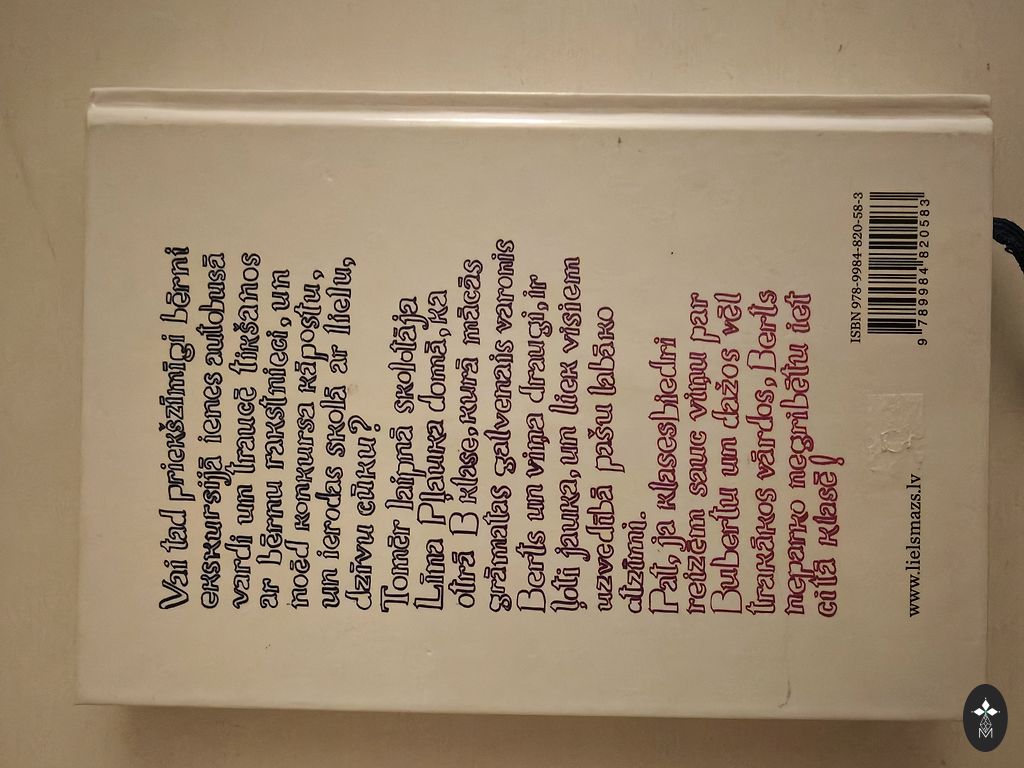 Vai tad priekšzīmīgi bērni
ekskursijā ienes autobusā
vardi un traucē tikšanos
ar bērnu rakstnieci, un
noēd konkursa kāpostu,
un ierodas skolā ar lielu,
dzīvu cūku?
Tomēr laipnā skolotāja
Līna Pļauka domā, ka
otrā B klase, kurā mācās
grāmatas galvenais varonis
Berts un viņa draugi, ir
ļoti jauka, un liek visiem
uzvedībā pašu labāko
atzīmi.
Pat, ja klasesbiedri
reizēm sauc viņu par
Bubertu un dažos vēl
trakākos vārdos, Berts
neparko negribētu iet
citā klasē!
www.lielsmazs.lv
ISBN 978-9984-820-58-3
9 789984 820583
M